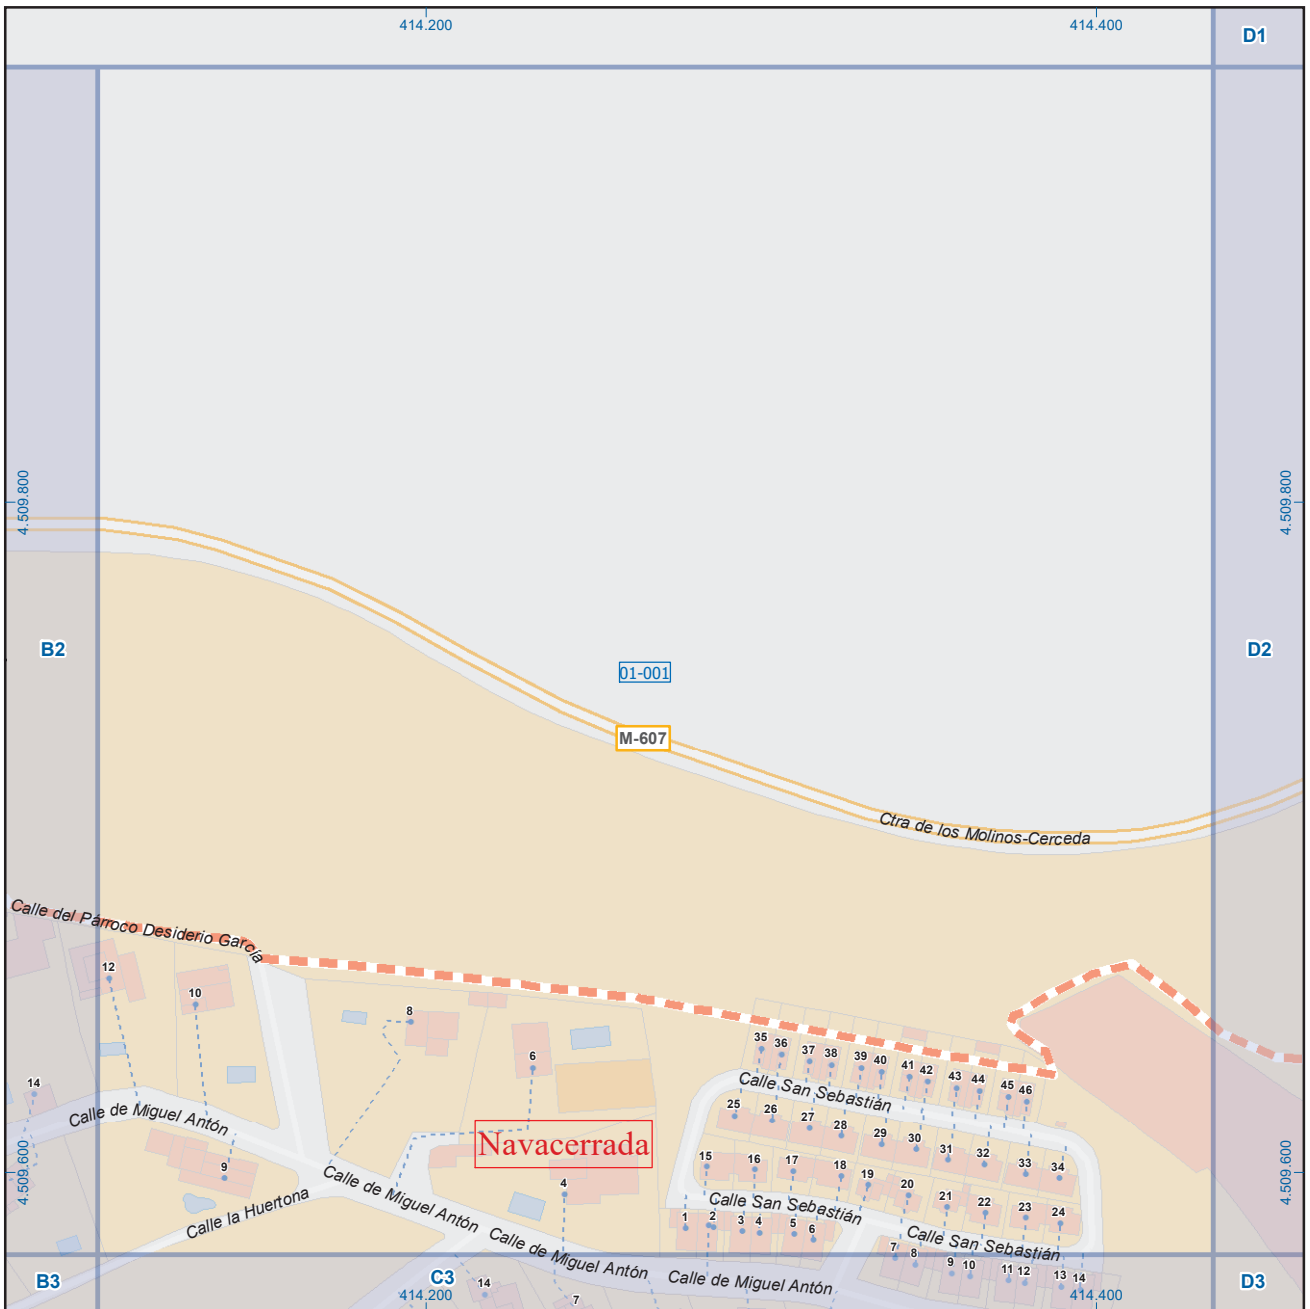 414.200
414.400
D1
4.509.800
4.509.800
B2
D2
01-001
M-607
Ctra de los Molinos-Cerceda
Calle del Párroco Desiderio García
12
10
8
6
14
35 36 37 38 39 40 41 42 43 44 45 46
Calle San Sebastián
25 26 27 28 29 30 31 32 33 34
Calle de Miguel Antón
Navacerrada
9
4
15 16 17 18 19 20 21 22 23 24
Calle de Miguel Antón
Calle la Huertona
Calle San Sebastián
1 2 3 4 5 6
4.509.600
4.509.600
Calle San Sebastián
7 8 9 10 11 12 13 14
Calle de Miguel Antón
Calle de Miguel Antón
B3
C3
D3
14
7
414.200
414.400